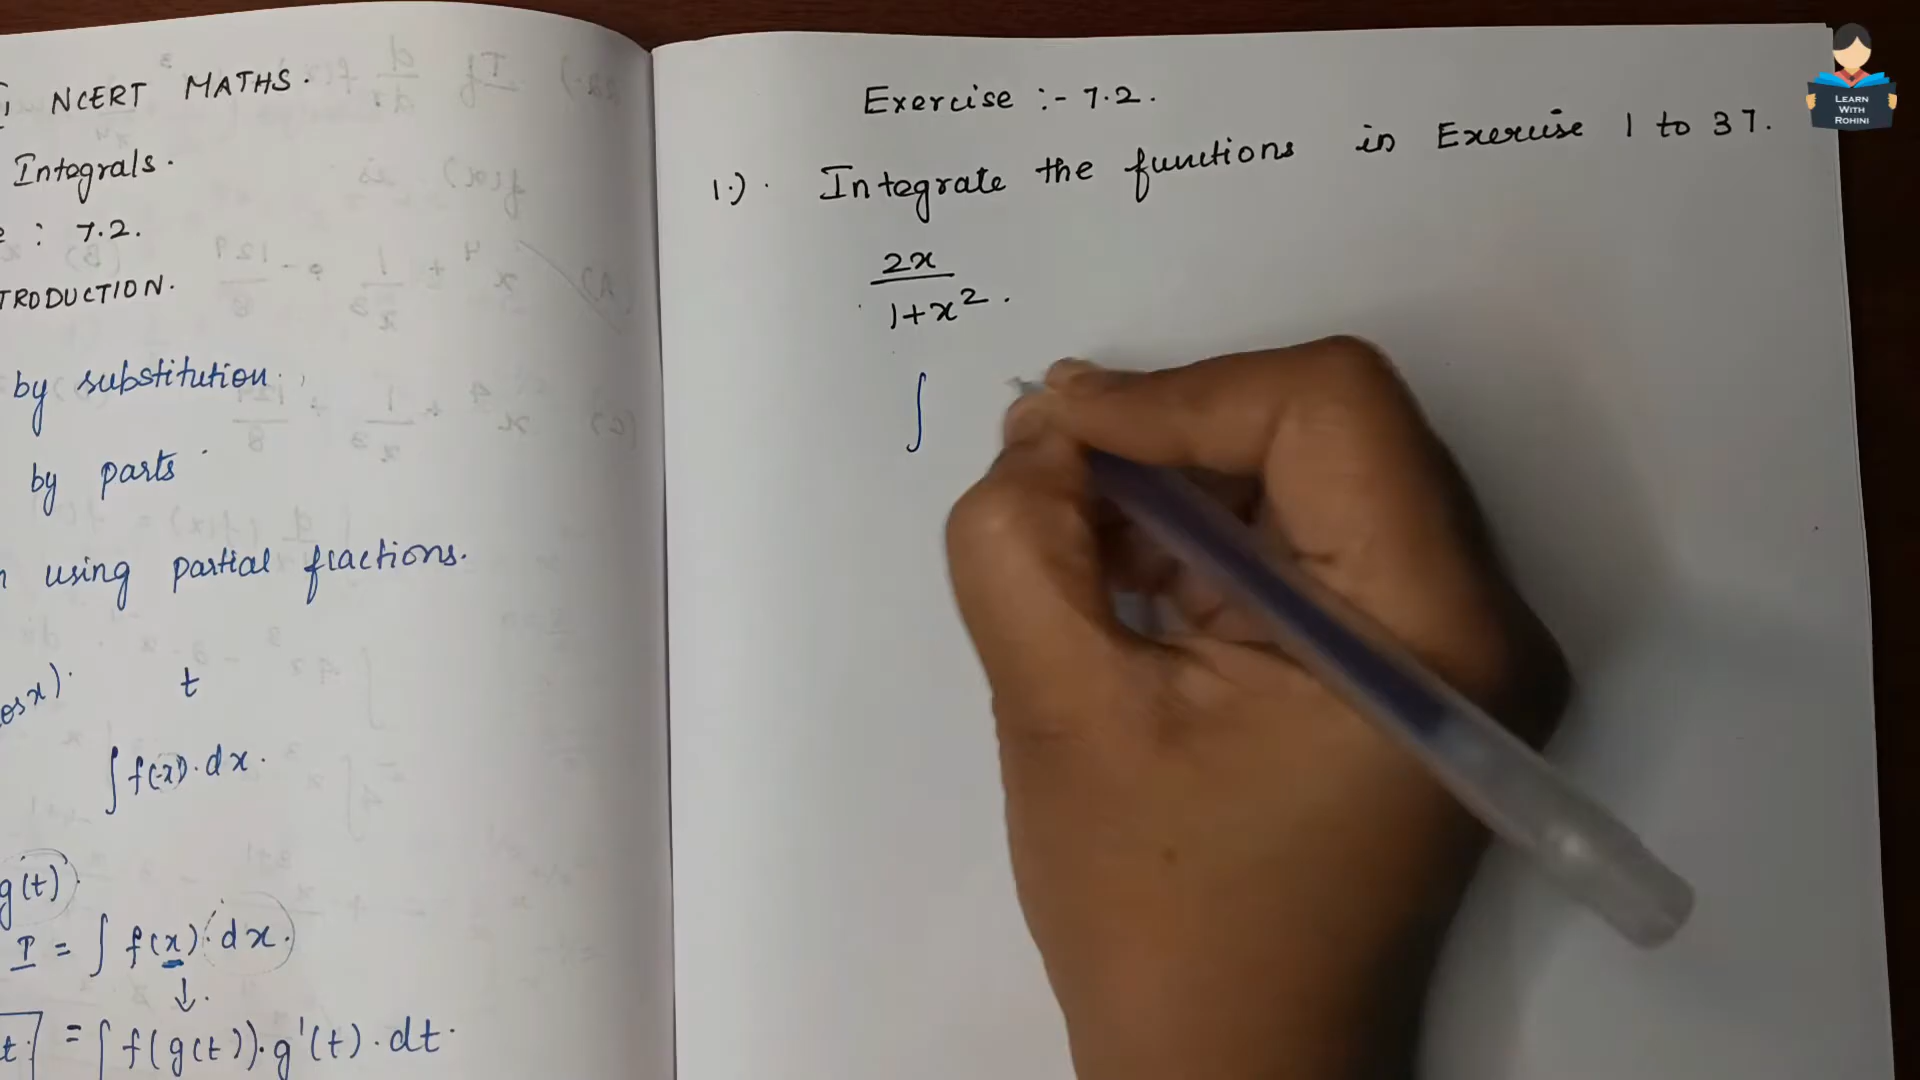 NCERT MATHS.
Integrals.
: 7.2.
TRODUCTION.
by substitution.
by parts
using partial fractions.
osx). t
∫ f(x).dx.
g(t)
I = ∫ f(x).dx.
↓.
t. = ∫ f(g(t)).g'(t).dt.
Exercise :- 7.2.
1.). Integrate the functions in Exercise 1 to 37.
2x
1+x².
∫
LEARN
WITH
ROHINI